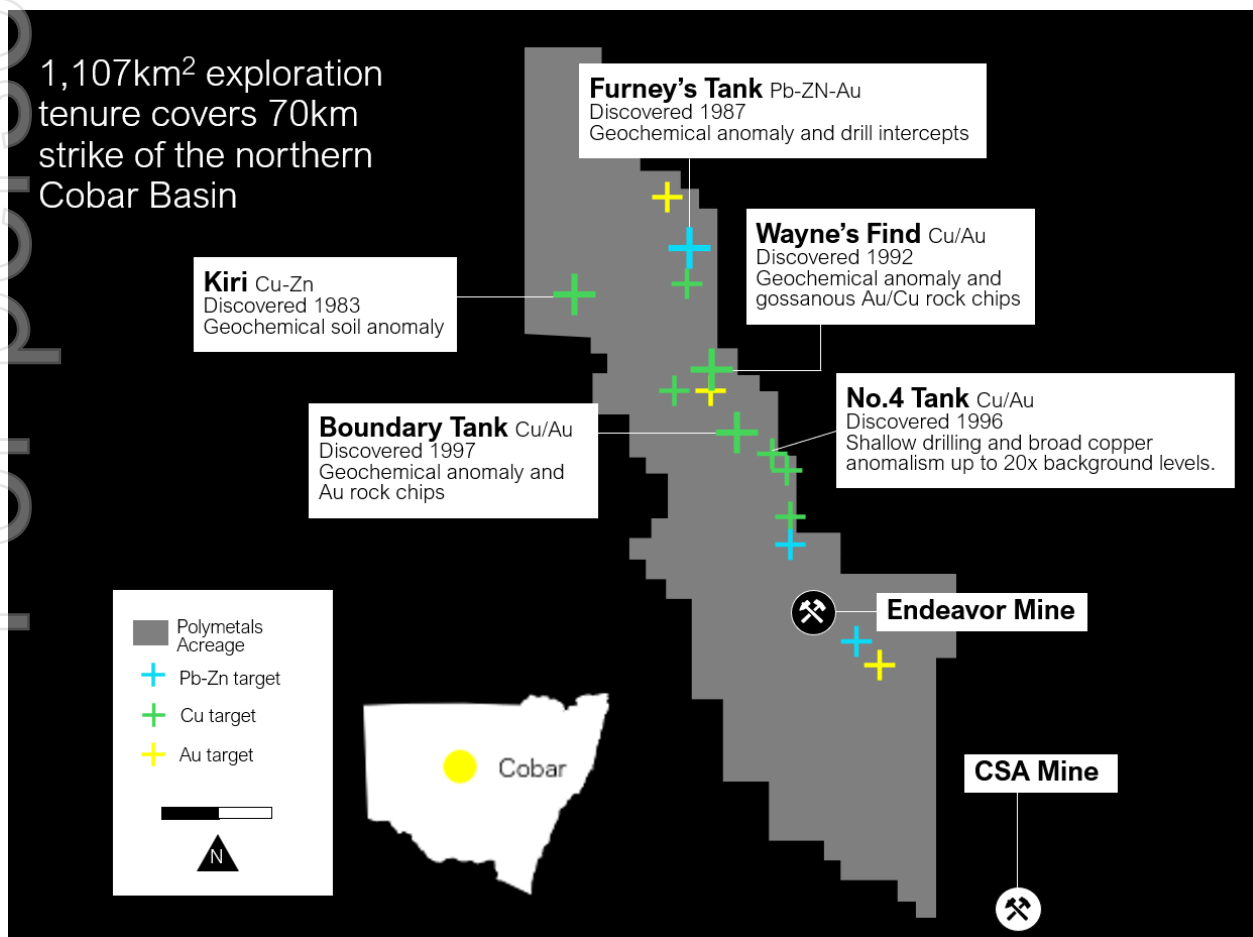 1,107km² exploration
tenure covers 70km
strike of the northern
Cobar Basin
Furney's Tank Pb-ZN-Au
Discovered 1987
Geochemical anomaly and drill intercepts
Wayne's Find Cu/Au
Discovered 1992
Geochemical anomaly and
gossanous Au/Cu rock chips
Kiri Cu-Zn
Discovered 1983
Geochemical soil anomaly
No.4 Tank Cu/Au
Discovered 1996
Shallow drilling and broad copper
anomalism up to 20x background levels.
Boundary Tank Cu/Au
Discovered 1997
Geochemical anomaly and
Au rock chips
Endeavor Mine
Polymetals
Acreage
Pb-Zn target
Cu target
Au target
N
Cobar
CSA Mine